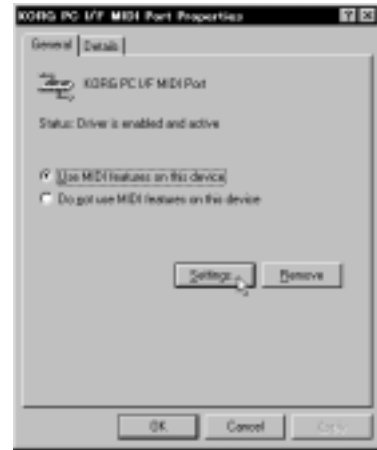 KORG PC I/F MIDI Port Properties
General
Details
KORG PC I/F MIDI Port
Status: Driver is enabled and active
Use MIDI features on this device
Do not use MIDI features on this device
Settings...
Remove
OK
Cancel
Apply